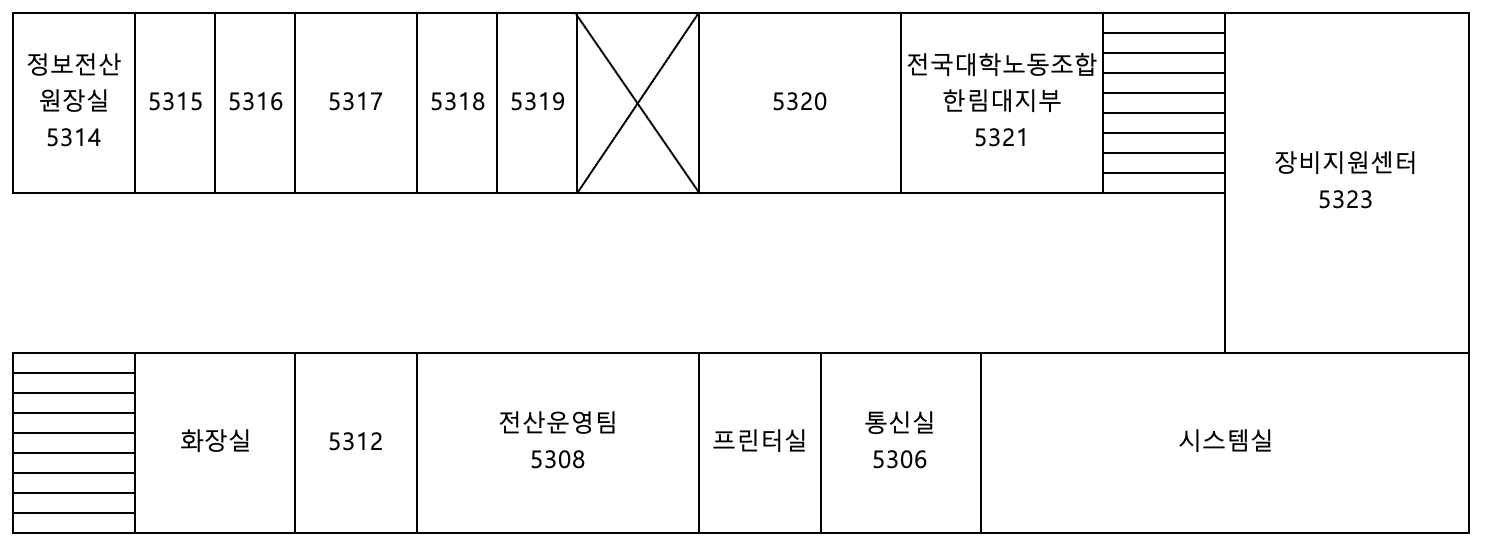 정보전산
원장실
5314
5315
5316
5317
5318
5319
5320
전국대학노동조합
한림대지부
5321
장비지원센터
5323
화장실
5312
전산운영팀
5308
프린터실
통신실
5306
시스템실